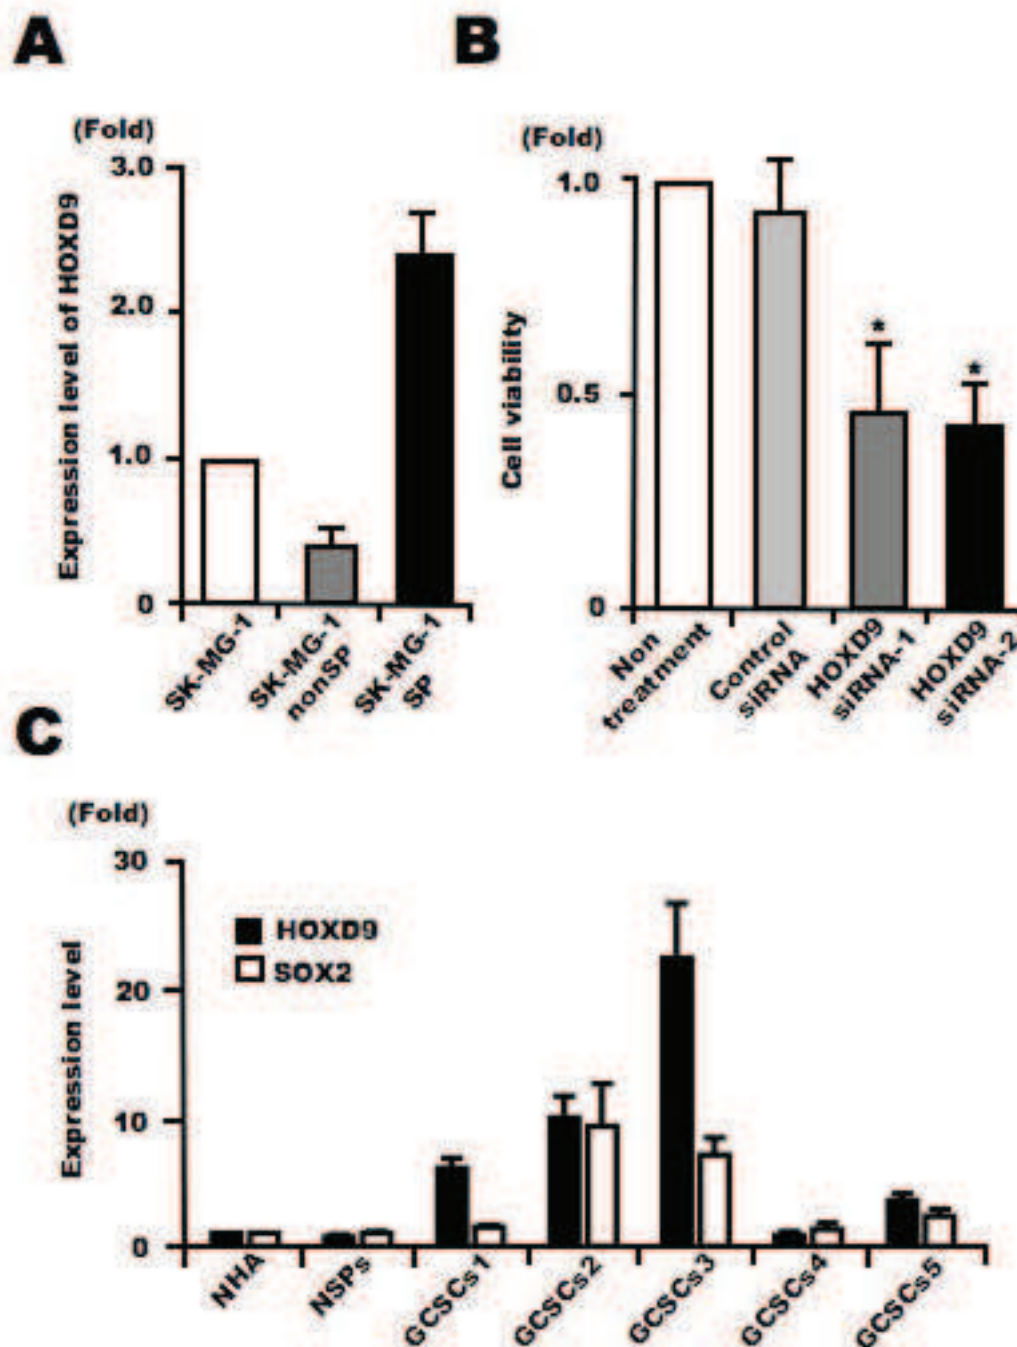 A
(Fold)
3.0
2.0
1.0
0
Expression level of HOXD9
SK-MG-1
SK-MG-1
nonSP
SK-MG-1
SP
B
(Fold)
1.0
0.5
0
Cell viability
*
*
Non
treatment
Control
siRNA
HOXD9
siRNA-1
HOXD9
siRNA-2
C
(Fold)
30
20
10
0
Expression level
HOXD9
SOX2
NHA
NSPs
GCSCs1
GCSCs2
GCSCs3
GCSCs4
GCSCs5